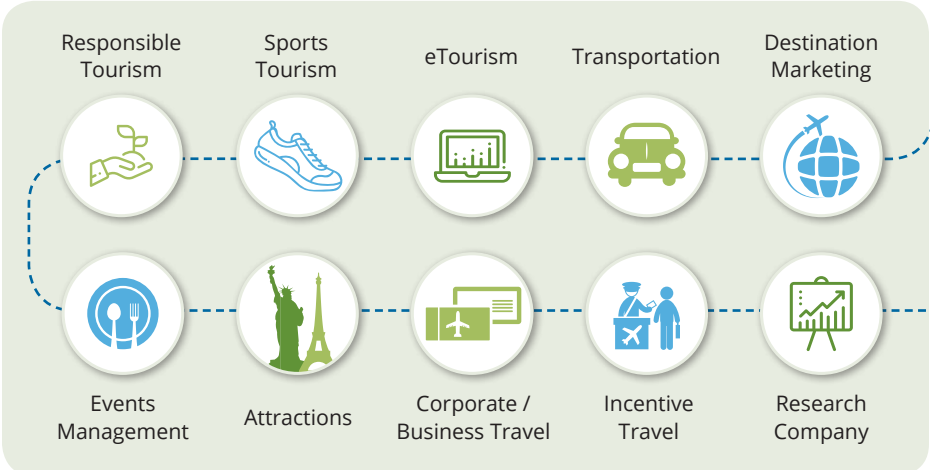 Responsible
Tourism
Sports
Tourism
eTourism
Transportation
Destination
Marketing
Events
Management
Attractions
Corporate /
Business Travel
Incentive
Travel
Research
Company